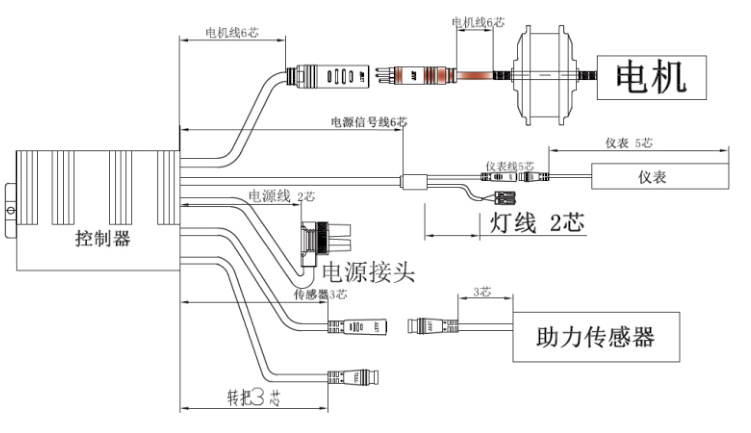 电机线6芯
电机线6芯
电机
电源信号线6芯
仪表 5芯
仪表线5芯
仪表
电源线 2芯
灯线 2芯
控制器
电源接头
传感器3芯
3芯
助力传感器
转把3芯